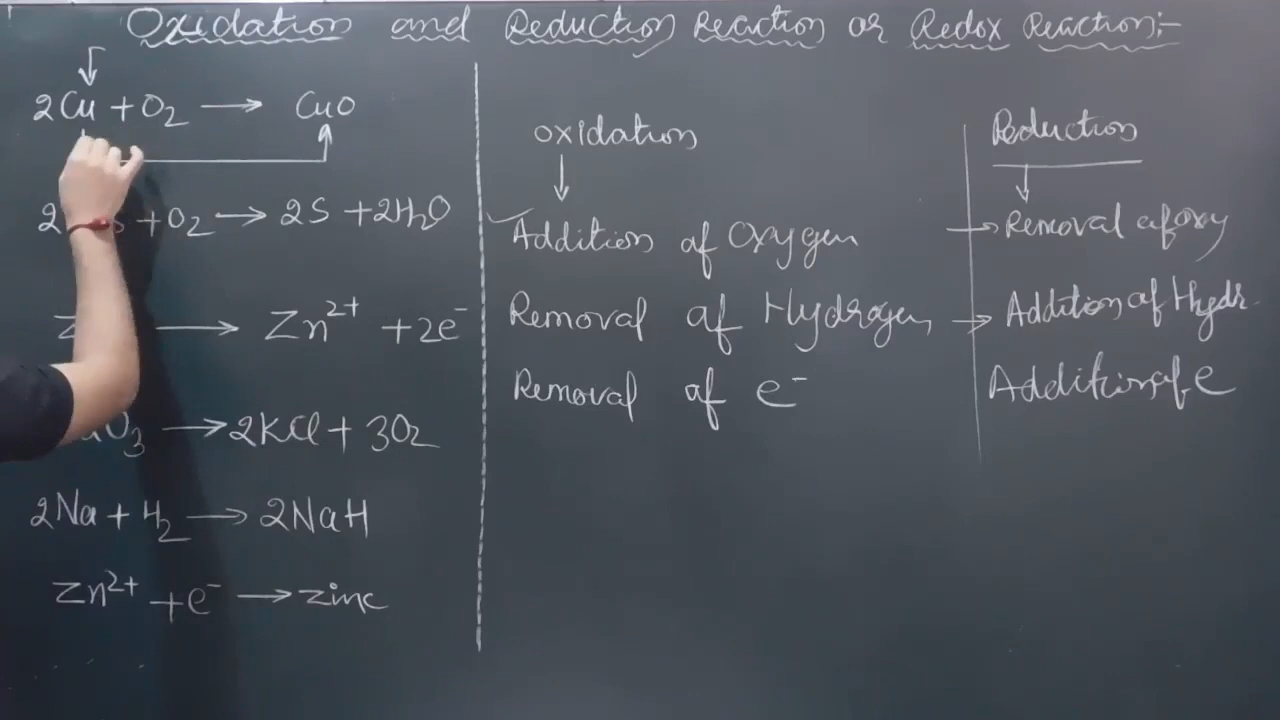 Oxidation and Reduction Reaction or Redox Reaction:-
2Cu + O2 → CuO
2 + O2 → 2S + 2H2O
→ Zn2+ + 2e-
O3 → 2KCl + 3O2
2Na + H2 → 2NaH
Zn2+ + e- → zinc
oxidation
↓
Addition of Oxygen
Removal of Hydrogen
Removal of e-
Reduction
↓
→ Removal of oxy
→ Addition of Hydr
Addition of e